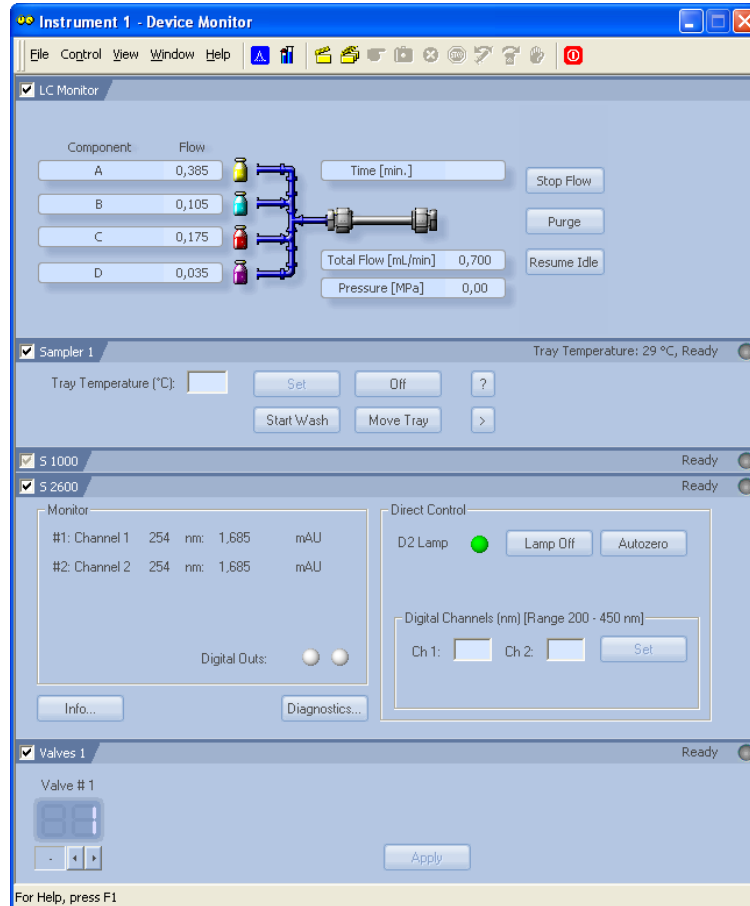 Instrument 1 - Device Monitor
File Control View Window Help
LC Monitor
Component Flow
A 0,385 Time [min.]
Stop Flow
B 0,105
Purge
C 0,175
Total Flow [mL/min] 0,700 Resume Idle
D 0,035
Pressure [MPa] 0,00
Sampler 1 Tray Temperature: 29 °C, Ready
Tray Temperature (°C): Set Off ?
Start Wash Move Tray >
S 1000 Ready
S 2600 Ready
Monitor Direct Control
#1: Channel 1 254 nm: 1,685 mAU D2 Lamp Lamp Off Autozero
#2: Channel 2 254 nm: 1,685 mAU
Digital Channels (nm) [Range 200 - 450 nm]
Ch 1: Ch 2: Set
Digital Outs:
Info... Diagnostics...
Valves 1 Ready
Valve # 1
1
-
Apply
For Help, press F1